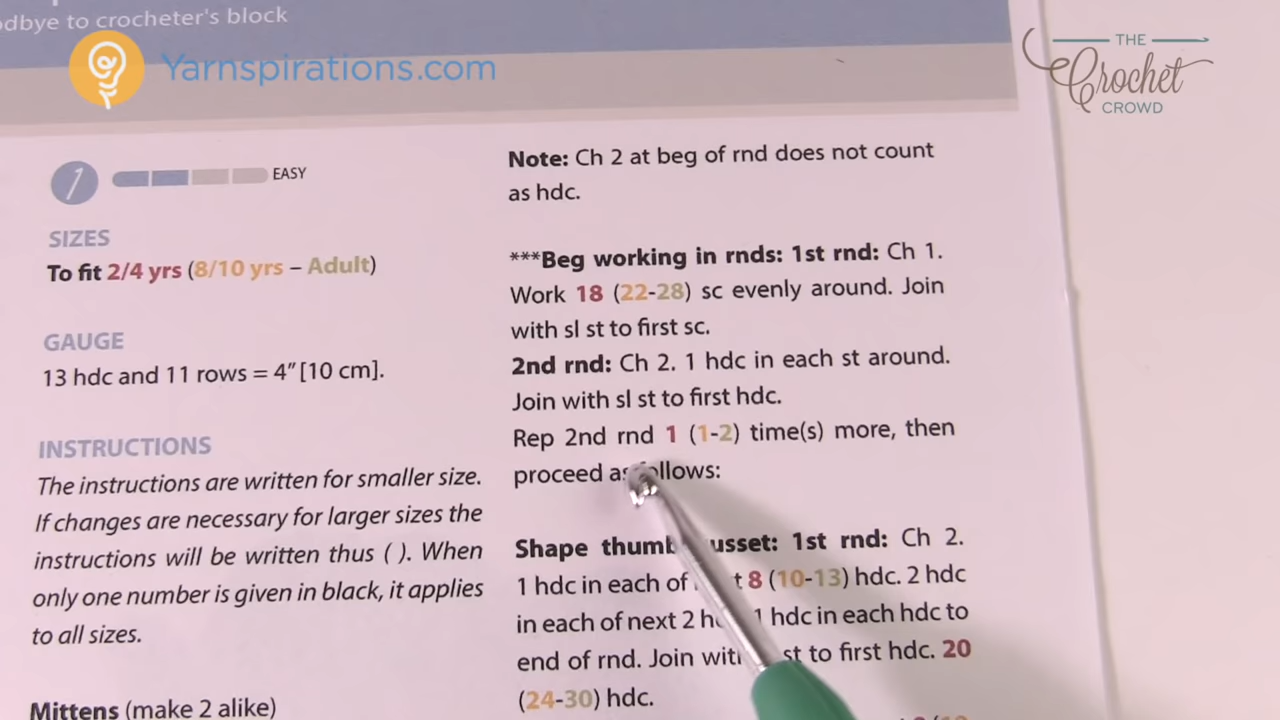 goodbye to crocheter's block
Yarnspirations.com
THE
Crochet
CROWD
1
EASY
SIZES
To fit 2/4 yrs (8/10 yrs – Adult)
GAUGE
13 hdc and 11 rows = 4" [10 cm].
INSTRUCTIONS
The instructions are written for smaller size.
If changes are necessary for larger sizes the
instructions will be written thus ( ). When
only one number is given in black, it applies
to all sizes.
Mittens (make 2 alike)
Note: Ch 2 at beg of rnd does not count
as hdc.
***Beg working in rnds: 1st rnd: Ch 1.
Work 18 (22-28) sc evenly around. Join
with sl st to first sc.
2nd rnd: Ch 2. 1 hdc in each st around.
Join with sl st to first hdc.
Rep 2nd rnd 1 (1-2) time(s) more, then
proceed as follows:
Shape thumb gusset: 1st rnd: Ch 2.
1 hdc in each of 8 (10-13) hdc. 2 hdc
in each of next 2 1 hdc in each hdc to
end of rnd. Join with st to first hdc. 20
(24-30) hdc.